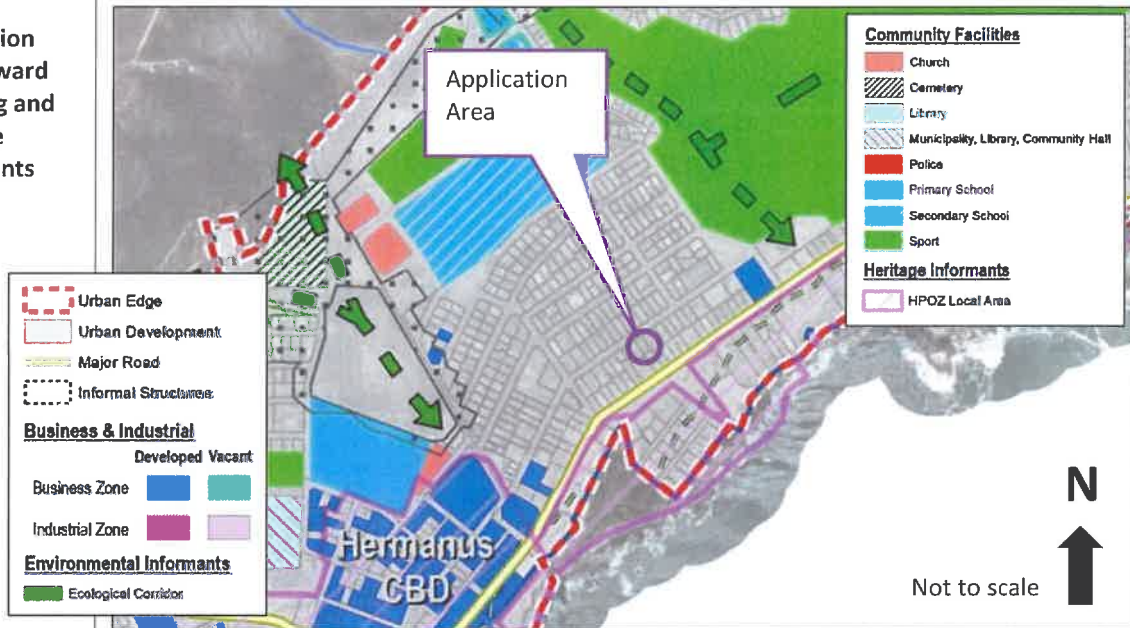 ion
ward
g and
e
nts
Application
Area
Community Facilities
Church
Cemetery
Library
Municipality, Library, Community Hall
Police
Primary School
Secondary School
Sport
Heritage Informants
HPOZ Local Area
Urban Edge
Urban Development
Major Road
Informal Structures
Business & Industrial
Developed Vacant
Business Zone
Industrial Zone
Environmental Informants
Ecological Corridor
Hermanus
CBD
N
Not to scale